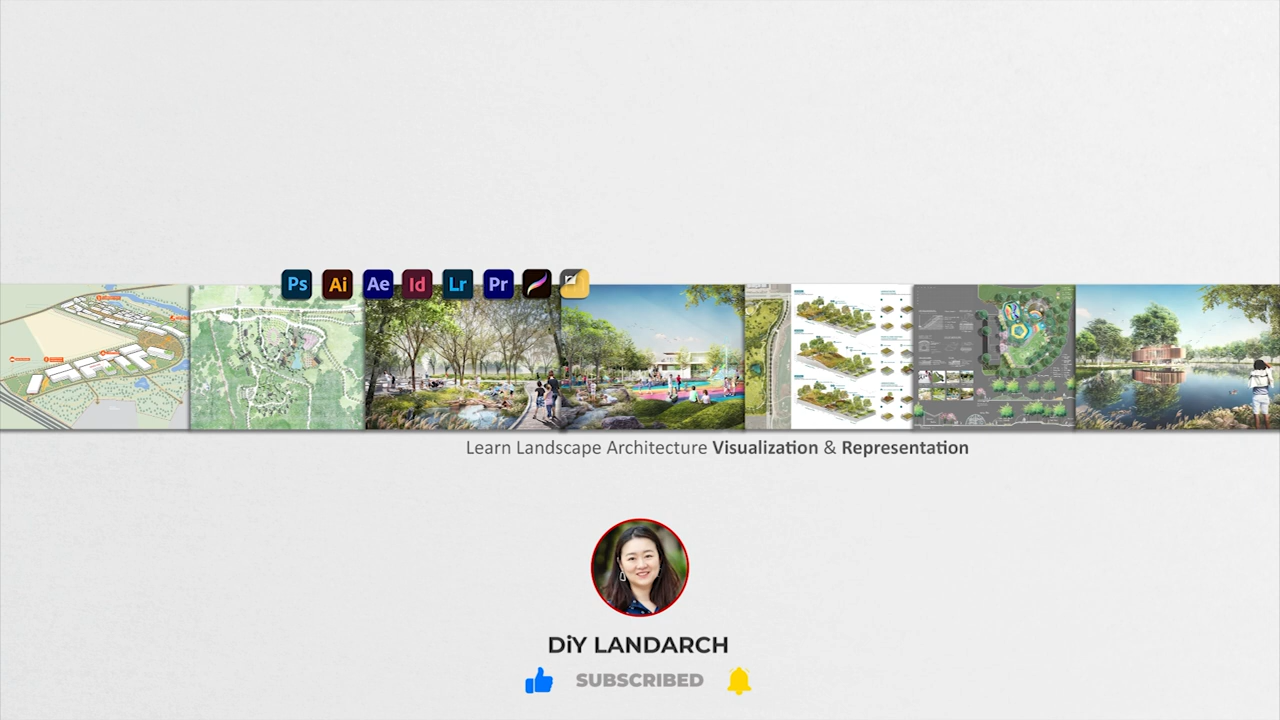 Ps Ai Ae Id Lr Pr
Learn Landscape Architecture Visualization & Representation
DiY LANDARCH
SUBSCRIBED